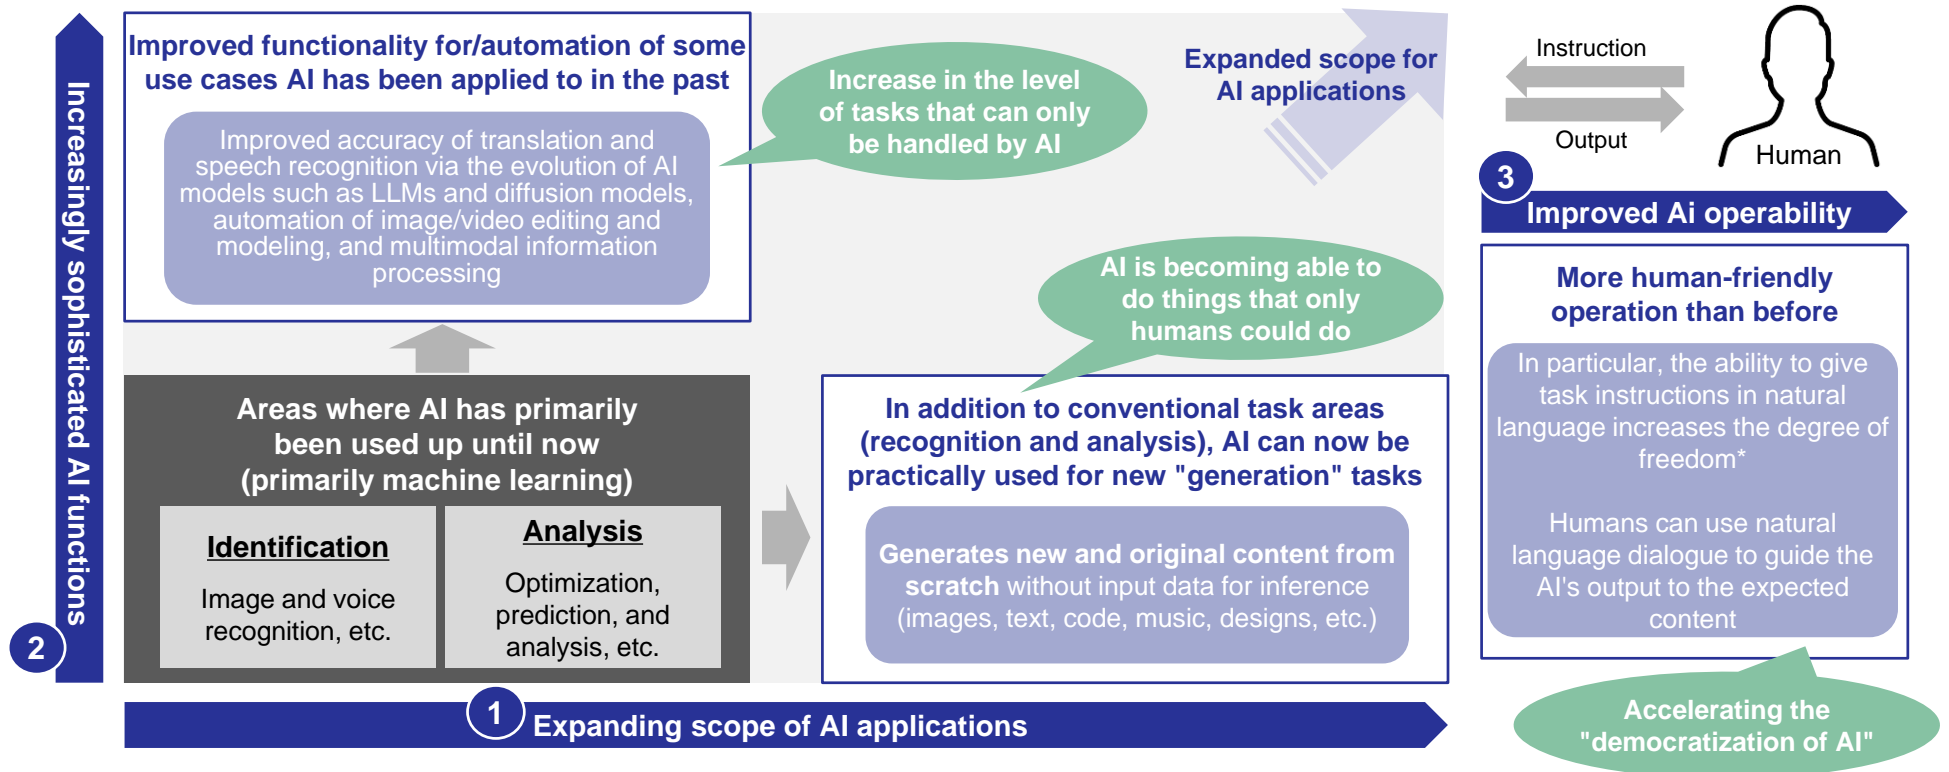 Increasingly sophisticated AI functions
2
Improved functionality for/automation of some
use cases AI has been applied to in the past
Improved accuracy of translation and
speech recognition via the evolution of AI
models such as LLMs and diffusion models,
automation of image/video editing and
modeling, and multimodal information
processing
Increase in the level
of tasks that can only
be handled by AI
Expanded scope for
AI applications
AI is becoming able to
do things that only
humans could do
Areas where AI has primarily
been used up until now
(primarily machine learning)
Identification
Image and voice
recognition, etc.
Analysis
Optimization,
prediction, and
analysis, etc.
In addition to conventional task areas
(recognition and analysis), AI can now be
practically used for new "generation" tasks
Generates new and original content from
scratch without input data for inference
(images, text, code, music, designs, etc.)
1
Expanding scope of AI applications
Instruction
Output
Human
3
Improved Ai operability
More human-friendly
operation than before
In particular, the ability to give
task instructions in natural
language increases the degree of
freedom*
Humans can use natural
language dialogue to guide the
AI's output to the expected
content
Accelerating the
"democratization of AI"